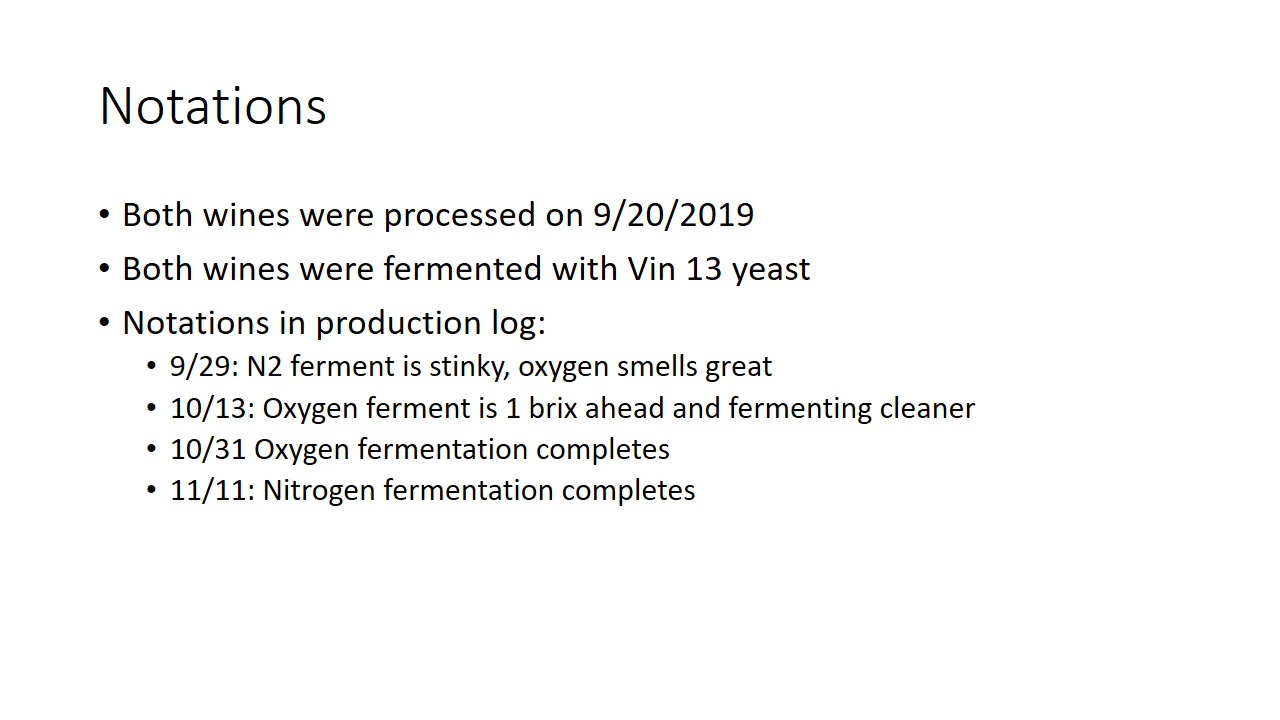 Notations
• Both wines were processed on 9/20/2019
• Both wines were fermented with Vin 13 yeast
• Notations in production log:
• 9/29: N2 ferment is stinky, oxygen smells great
• 10/13: Oxygen ferment is 1 brix ahead and fermenting cleaner
• 10/31 Oxygen fermentation completes
• 11/11: Nitrogen fermentation completes